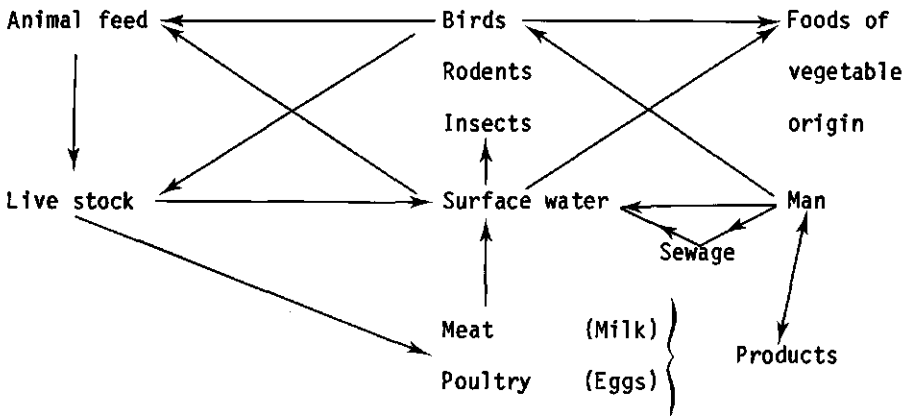 Animal feed Birds Foods of
Rodents vegetable
Insects origin
Live stock Surface water Man
Sewage
Meat (Milk)
Products
Poultry (Eggs)